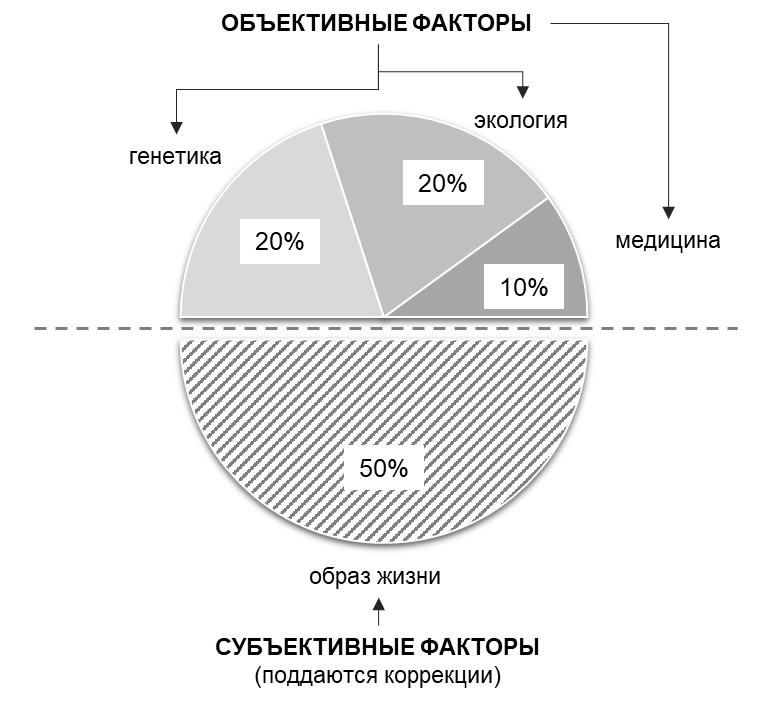 ОБЪЕКТИВНЫЕ ФАКТОРЫ
экология
генетика
20%
20%
медицина
10%
50%
образ жизни
СУБЪЕКТИВНЫЕ ФАКТОРЫ
(поддаются коррекции)